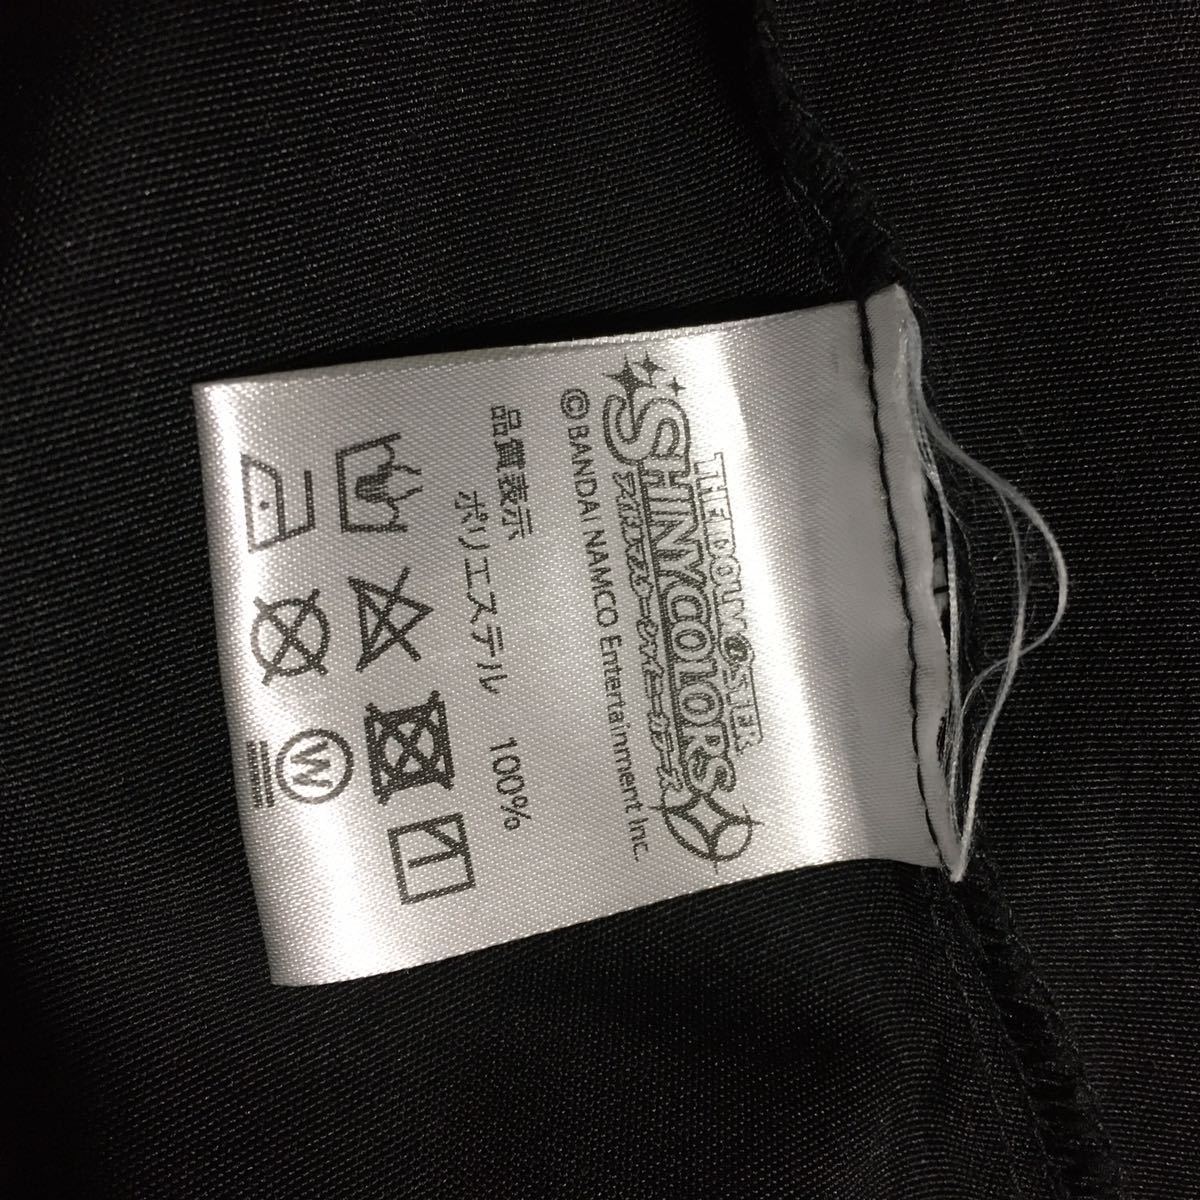 THE IDOLM@STER
SHINYCOLORS
アイドルマスターシャイニーカラーズ
© BANDAI NAMCO Entertainment Inc.
品質表示
ポリエステル 100%
W